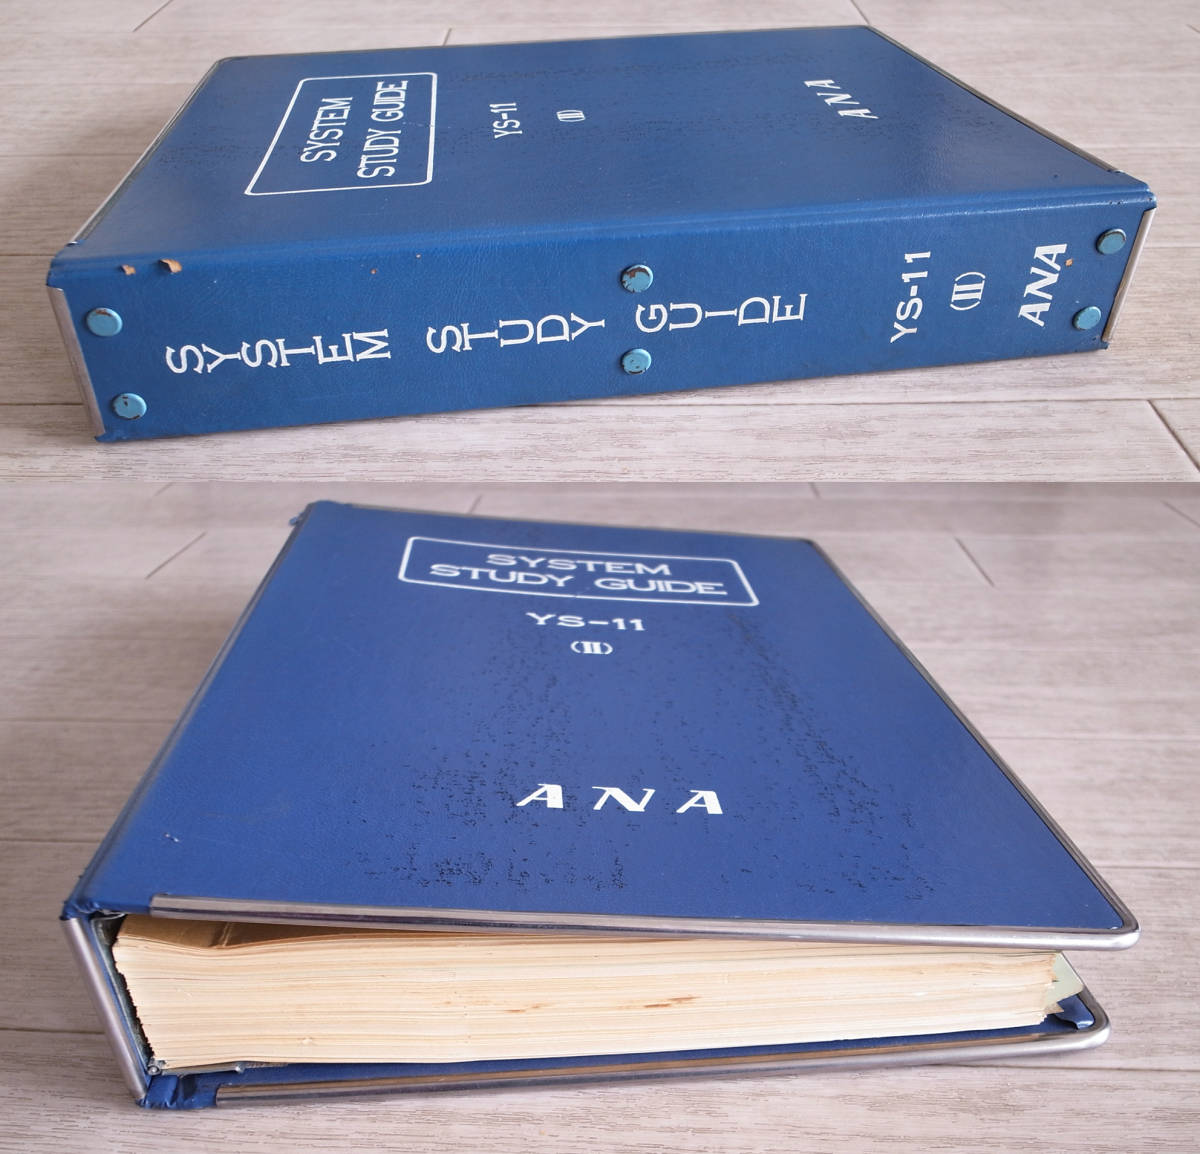 SYSTEM
STUDY GUIDE
YS-11
(II)
ANA
SYSTEM STUDY GUIDE YS-11 (II) ANA
SYSTEM
STUDY GUIDE
YS-11
(II)
ANA